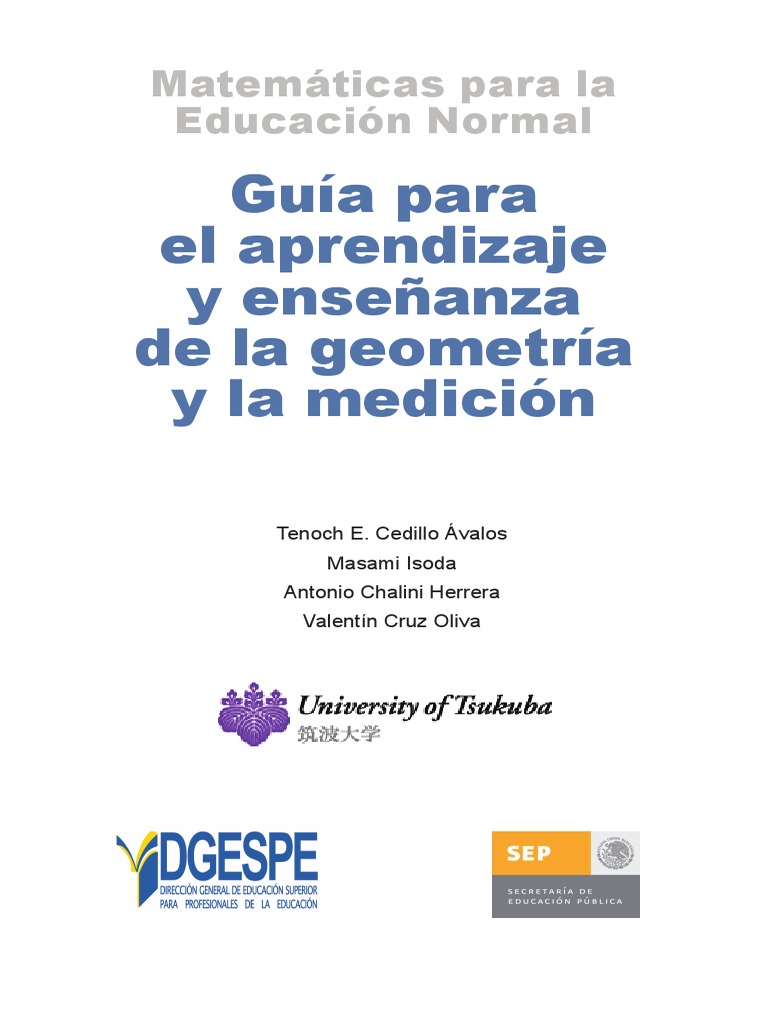 Matemáticas para la
Educación Normal
Guía para
el aprendizaje
y enseñanza
de la geometría
y la medición
Tenoch E. Cedillo Ávalos
Masami Isoda
Antonio Chalini Herrera
Valentín Cruz Oliva
University of Tsukuba
筑波大学
DGESPE
DIRECCIÓN GENERAL DE EDUCACIÓN SUPERIOR
PARA PROFESIONALES DE LA EDUCACIÓN
SEP
SECRETARÍA DE
EDUCACIÓN PÚBLICA